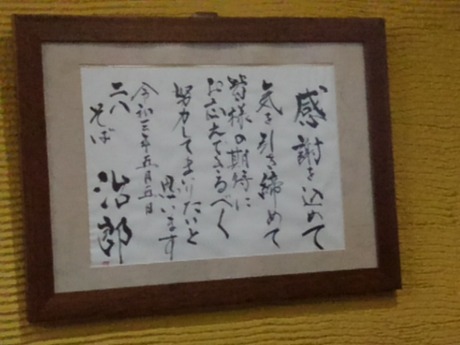 感謝を込めて
気を引き締めて
皆様の期待に
お応えできるべく
努力してまいりたいと
思います
令和三年五月五日
二八そば 治郎